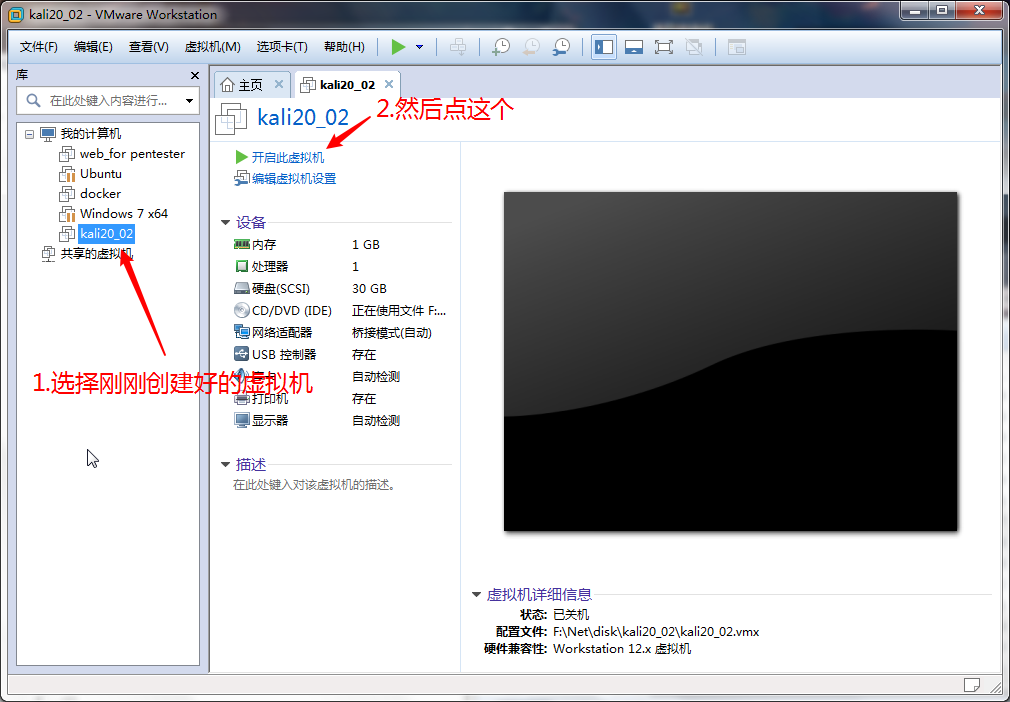 kali20_02 - VMware Workstation
文件(F) 编辑(E) 查看(V) 虚拟机(M) 选项卡(T) 帮助(H)
库
在此处键入内容进行...
我的计算机
web_for pentester
Ubuntu
docker
Windows 7 x64
kali20_02
共享的虚拟机
1.选择刚刚创建好的虚拟机
主页 kali20_02
kali20_02
2.然后点这个
开启此虚拟机
编辑虚拟机设置
设备
内存 1 GB
处理器 1
硬盘(SCSI) 30 GB
CD/DVD (IDE) 正在使用文件 F:...
网络适配器 桥接模式(自动)
USB 控制器 存在
自动检测
打印机 存在
显示器 自动检测
描述
在此处键入对该虚拟机的描述。
虚拟机详细信息
状态: 已关机
配置文件: F:\Net\disk\kali20_02\kali20_02.vmx
硬件兼容性: Workstation 12.x 虚拟机